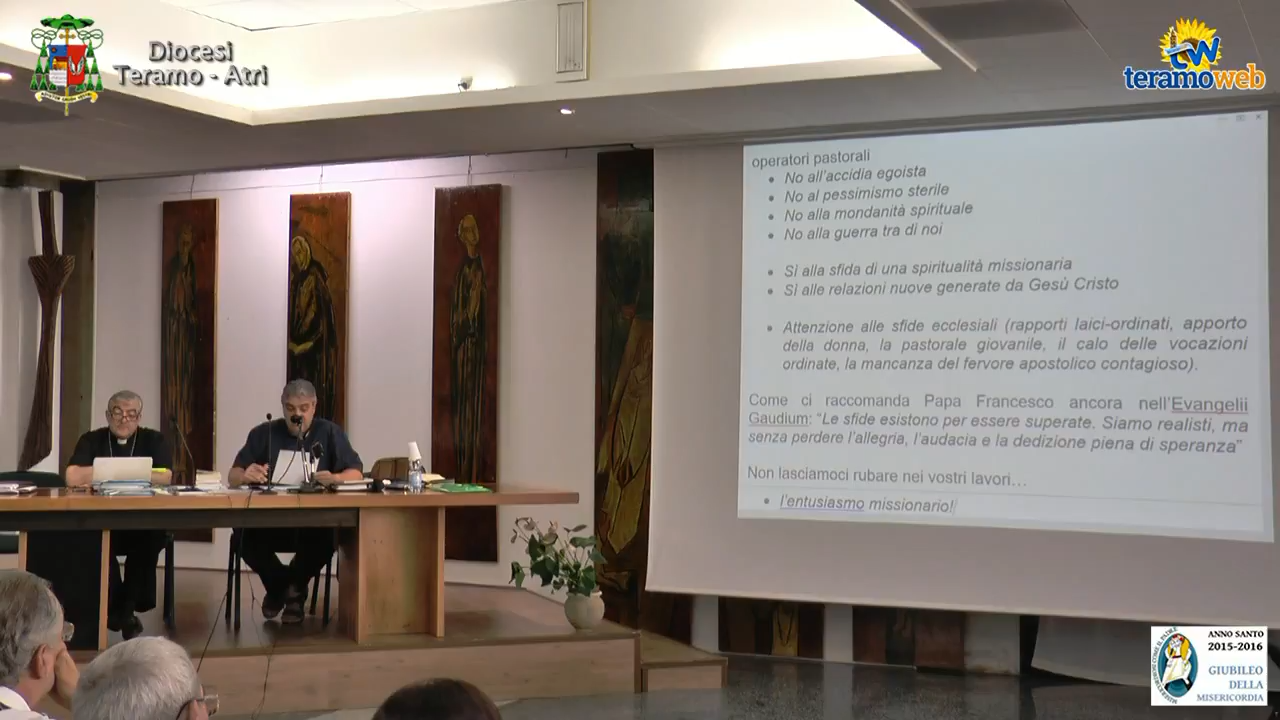 Diocesi
Teramo - Atri
TW
teramoweb
operatori pastorali
• No all'accidia egoista
• No al pessimismo sterile
• No alla mondanità spirituale
• No alla guerra tra di noi
• Sì alla sfida di una spiritualità missionaria
• Sì alle relazioni nuove generate da Gesù Cristo
• Attenzione alle sfide ecclesiali (rapporti laici-ordinati, apporto
della donna, la pastorale giovanile, il calo delle vocazioni
ordinate, la mancanza del fervore apostolico contagioso).
Come ci raccomanda Papa Francesco ancora nell'Evangelii
Gaudium: "Le sfide esistono per essere superate. Siamo realisti, ma
senza perdere l'allegria, l'audacia e la dedizione piena di speranza"
Non lasciamoci rubare nei vostri lavori…
• l'entusiasmo missionario!
ANNO SANTO
2015-2016
GIUBILEO
DELLA
MISERICORDIA